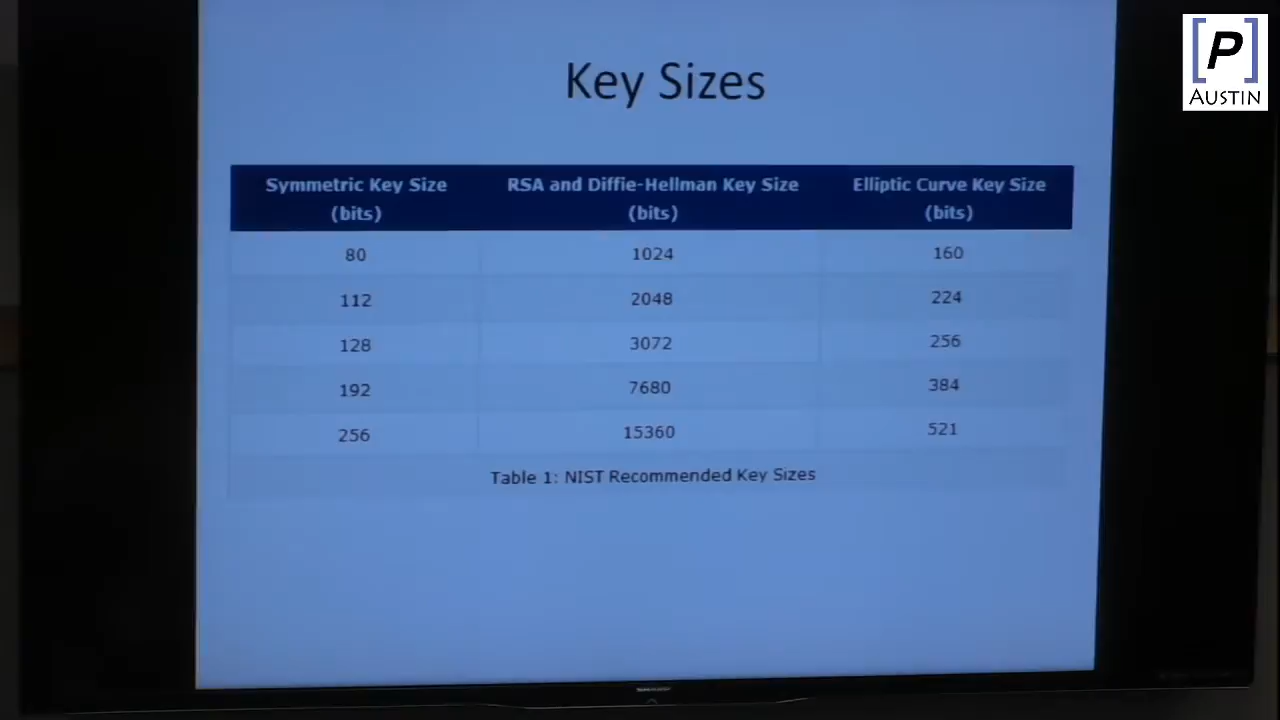 [P]
AUSTIN
Key Sizes
Symmetric Key Size (bits) RSA and Diffie-Hellman Key Size (bits) Elliptic Curve Key Size (bits)
80 1024 160
112 2048 224
128 3072 256
192 7680 384
256 15360 521
Table 1: NIST Recommended Key Sizes